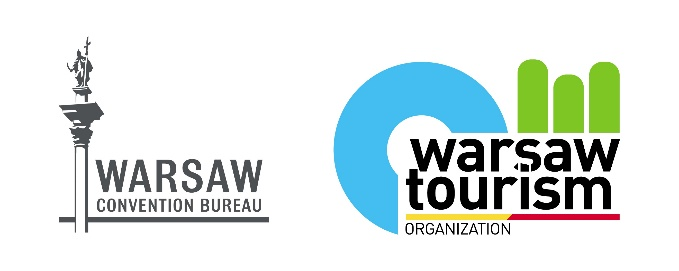 WARSAW
CONVENTION BUREAU
warsaw
tourism
ORGANIZATION